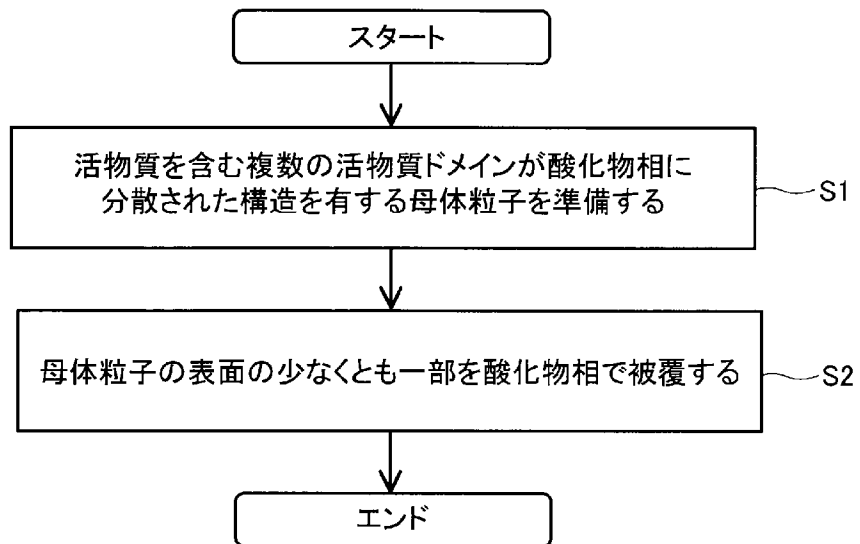 スタート
活物質を含む複数の活物質ドメインが酸化物相に
分散された構造を有する母体粒子を準備する
S1
母体粒子の表面の少なくとも一部を酸化物相で被覆する
S2
エンド